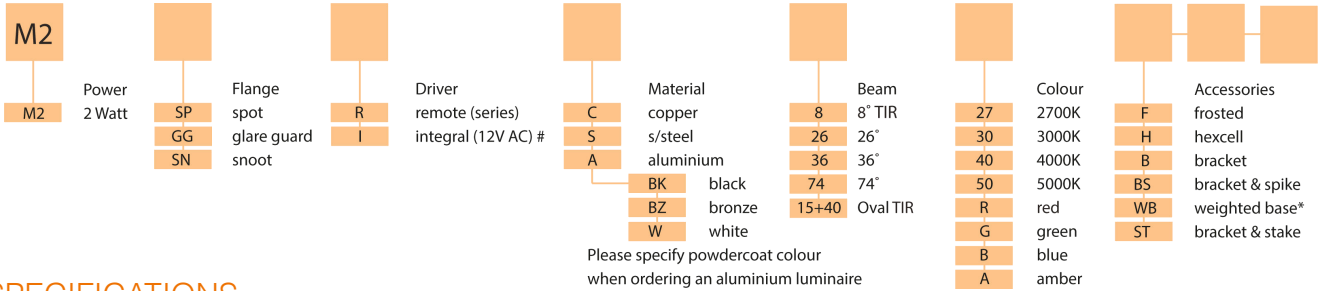 M2
Power
M2 2 Watt
Flange
SP spot
GG glare guard
SN snoot
Driver
R remote (series)
I integral (12V AC) #
Material
C copper
S s/steel
A aluminium
BK black
BZ bronze
W white
Please specify powdercoat colour
when ordering an aluminium luminaire
Beam
8 8˚ TIR
26 26˚
36 36˚
74 74˚
15+40 Oval TIR
Colour
27 2700K
30 3000K
40 4000K
50 5000K
R red
G green
B blue
A amber
Accessories
F frosted
H hexcell
B bracket
BS bracket & spike
WB weighted base*
ST bracket & stake
SPECIFICATIONS